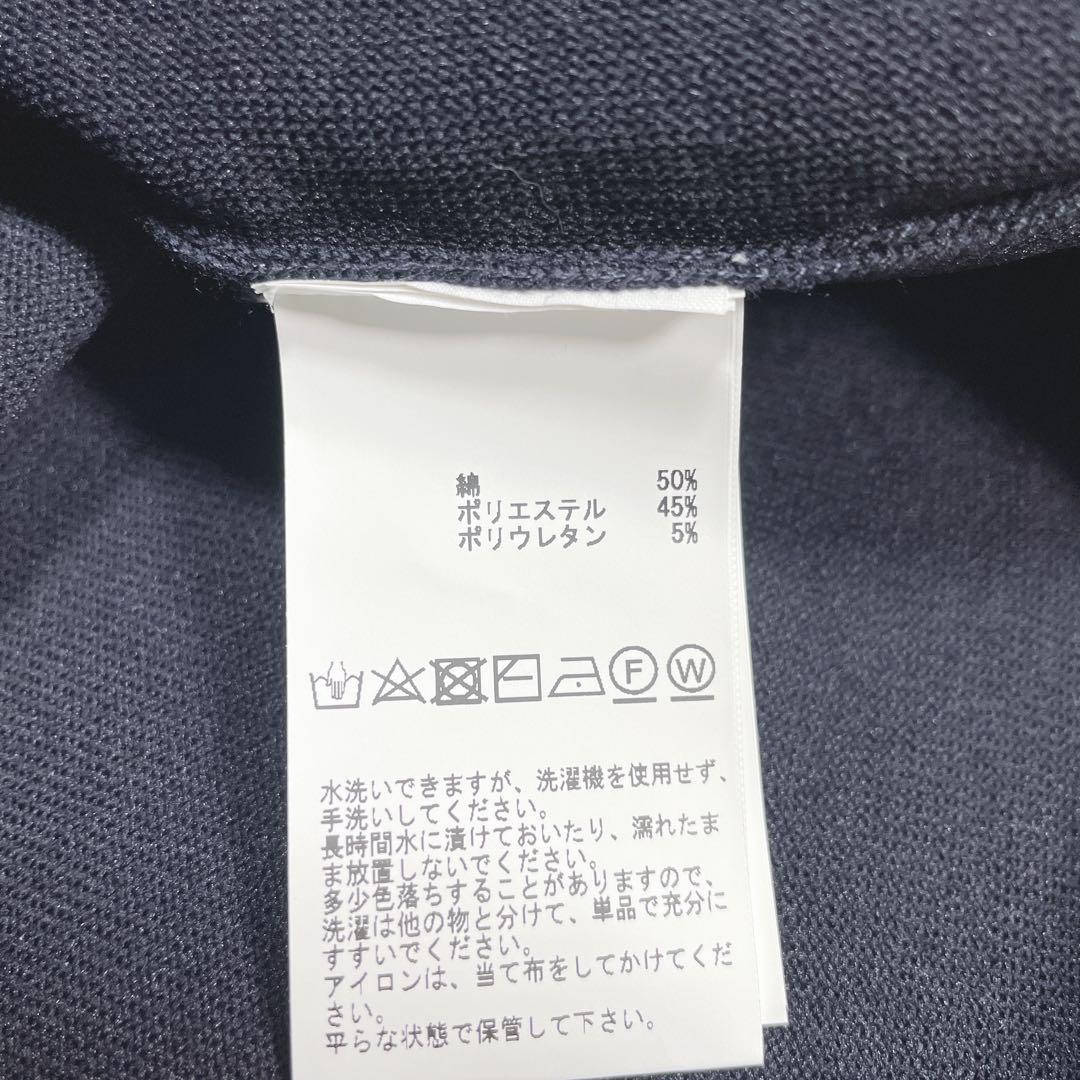 綿 50%
ポリエステル 45%
ポリウレタン 5%
F W
水洗いできますが、洗濯機を使用せず、
手洗いしてください。
長時間水に漬けておいたり、濡れたま
ま放置しないでください。
多少色落ちすることがありますので、
洗濯は他の物と分けて、単品で充分に
すすいでください。
アイロンは、当て布をしてかけてくだ
さい。
平らな状態で保管して下さい。